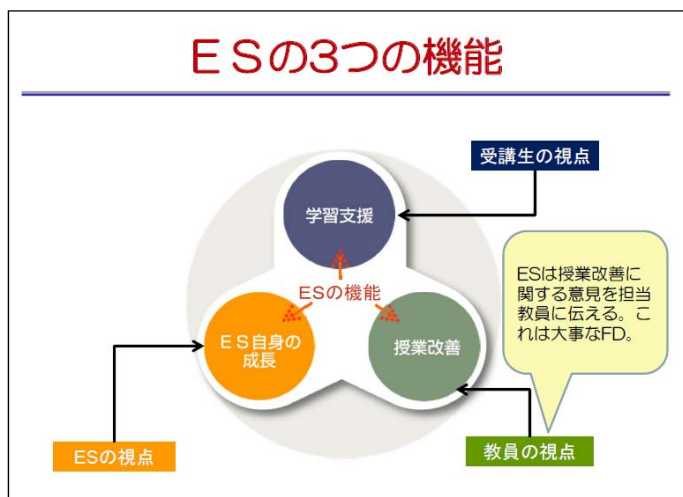 ＥＳの3つの機能
受講生の視点
学習支援
ESは授業改善に
関する意見を担当
教員に伝える。こ
れは大事なFD。
ESの機能
ＥＳ自身の
成長
授業改善
ESの視点
教員の視点